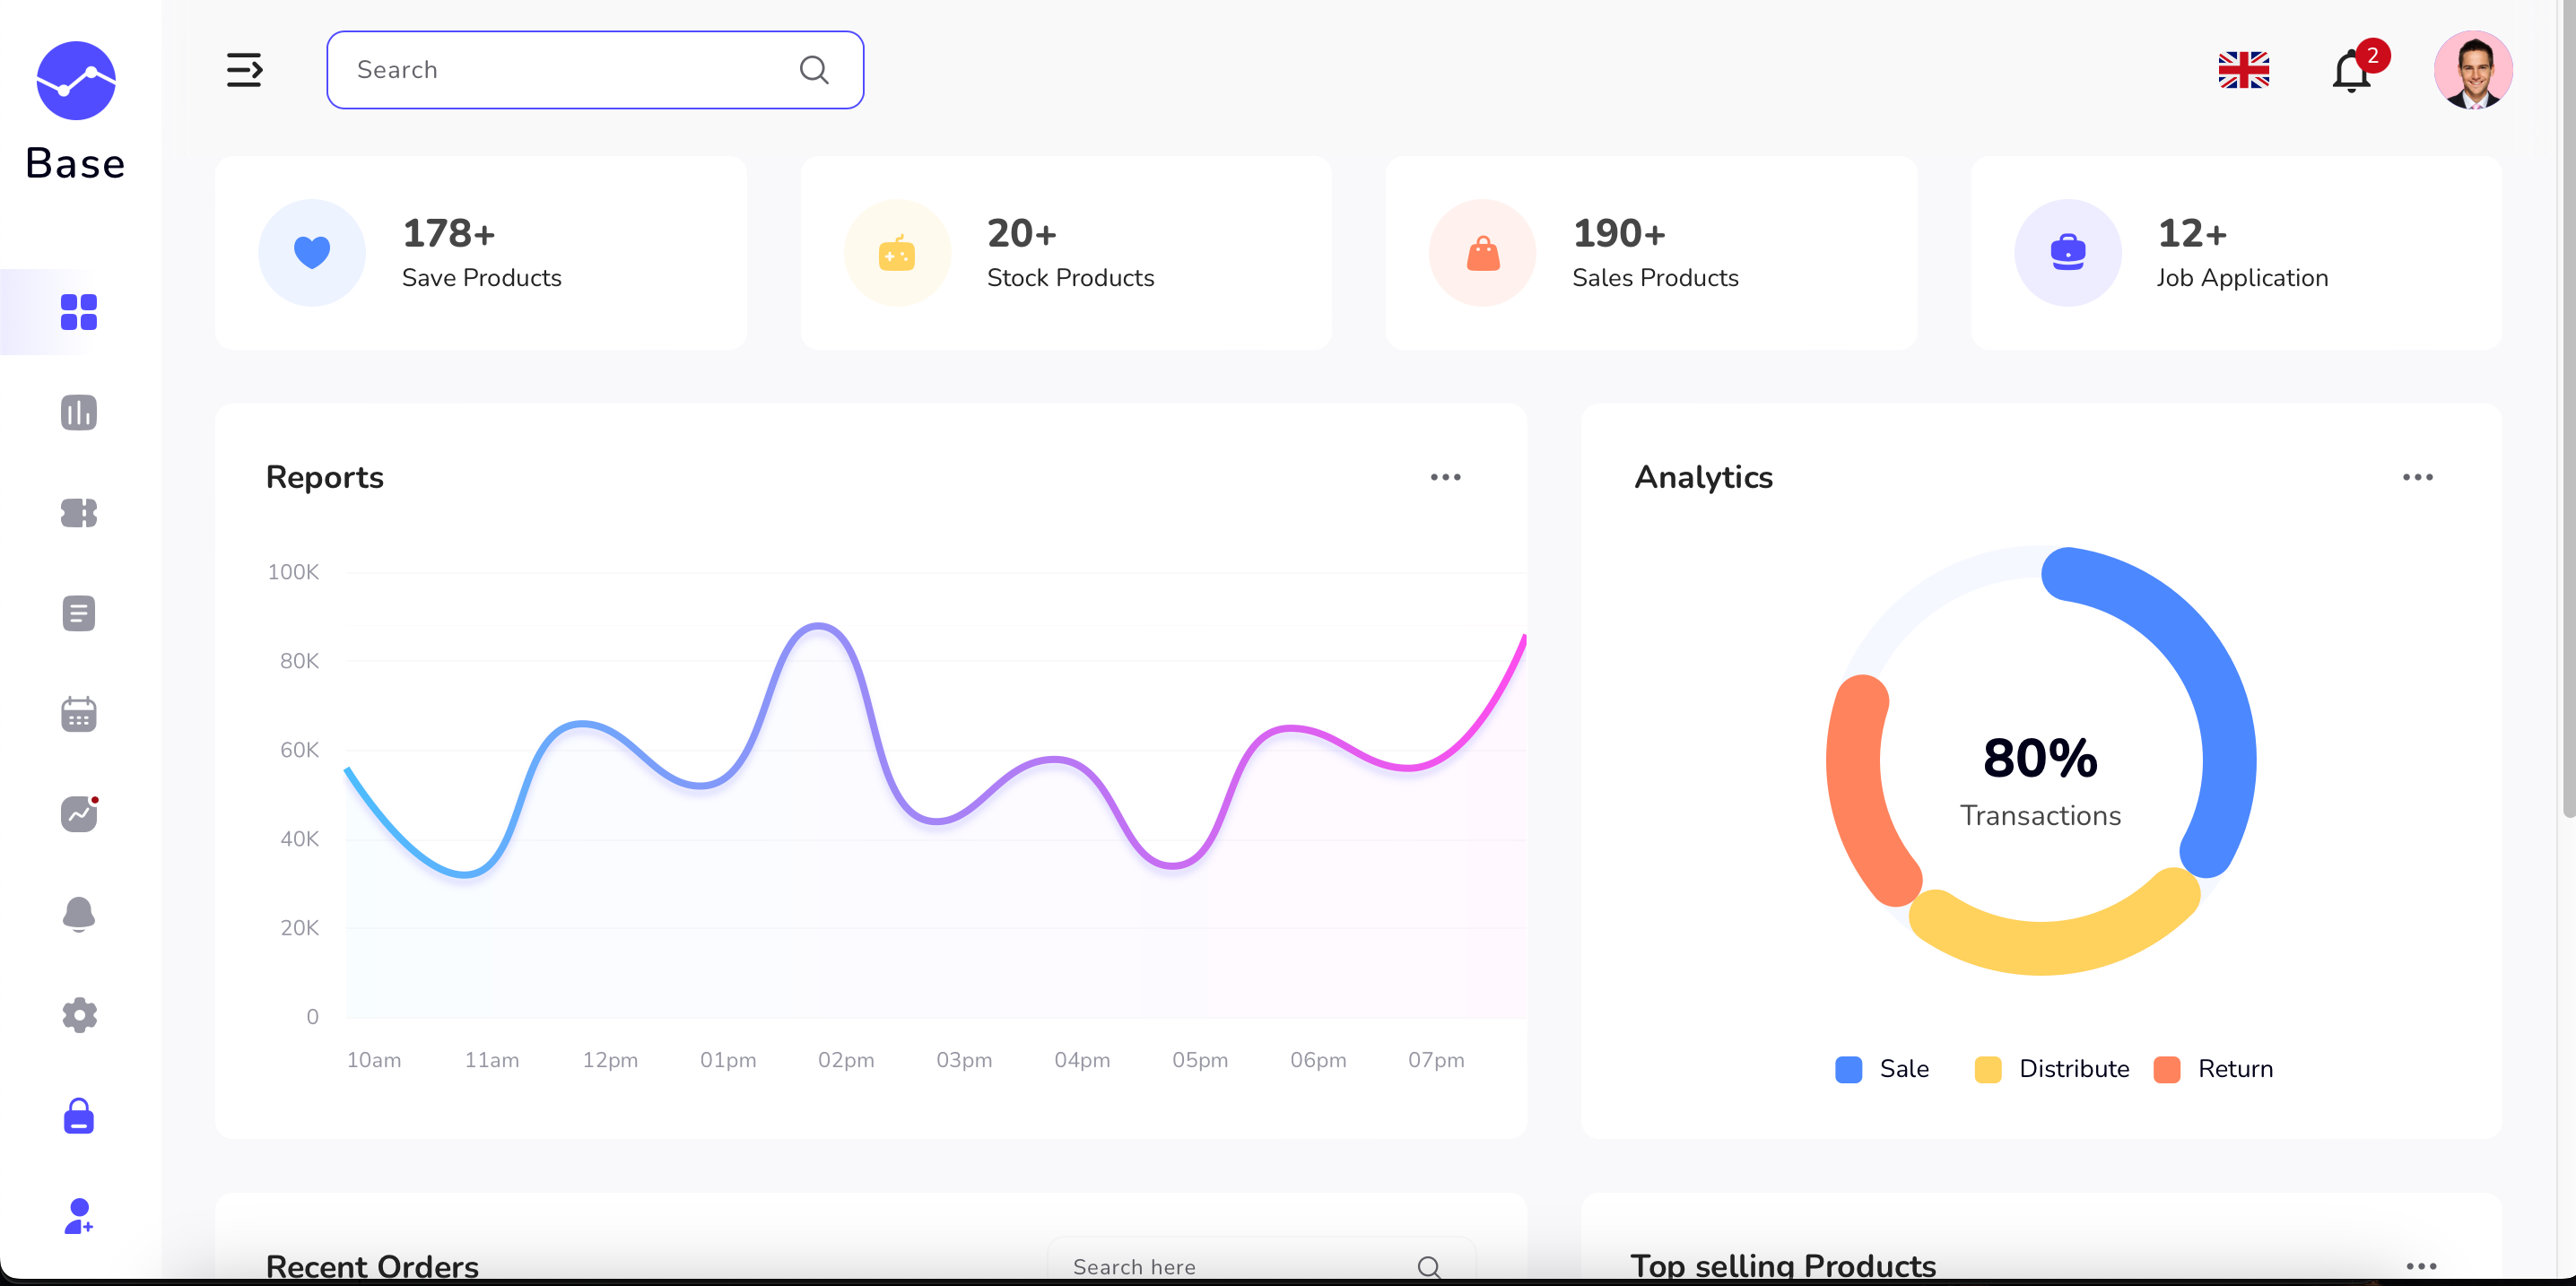 Base
Search
2
178+
Save Products
20+
Stock Products
190+
Sales Products
12+
Job Application
Reports
100K
80K
60K
40K
20K
0
10am 11am 12pm 01pm 02pm 03pm 04pm 05pm 06pm 07pm
Analytics
80%
Transactions
Sale Distribute Return
Recent Orders
Search here
Top selling Products